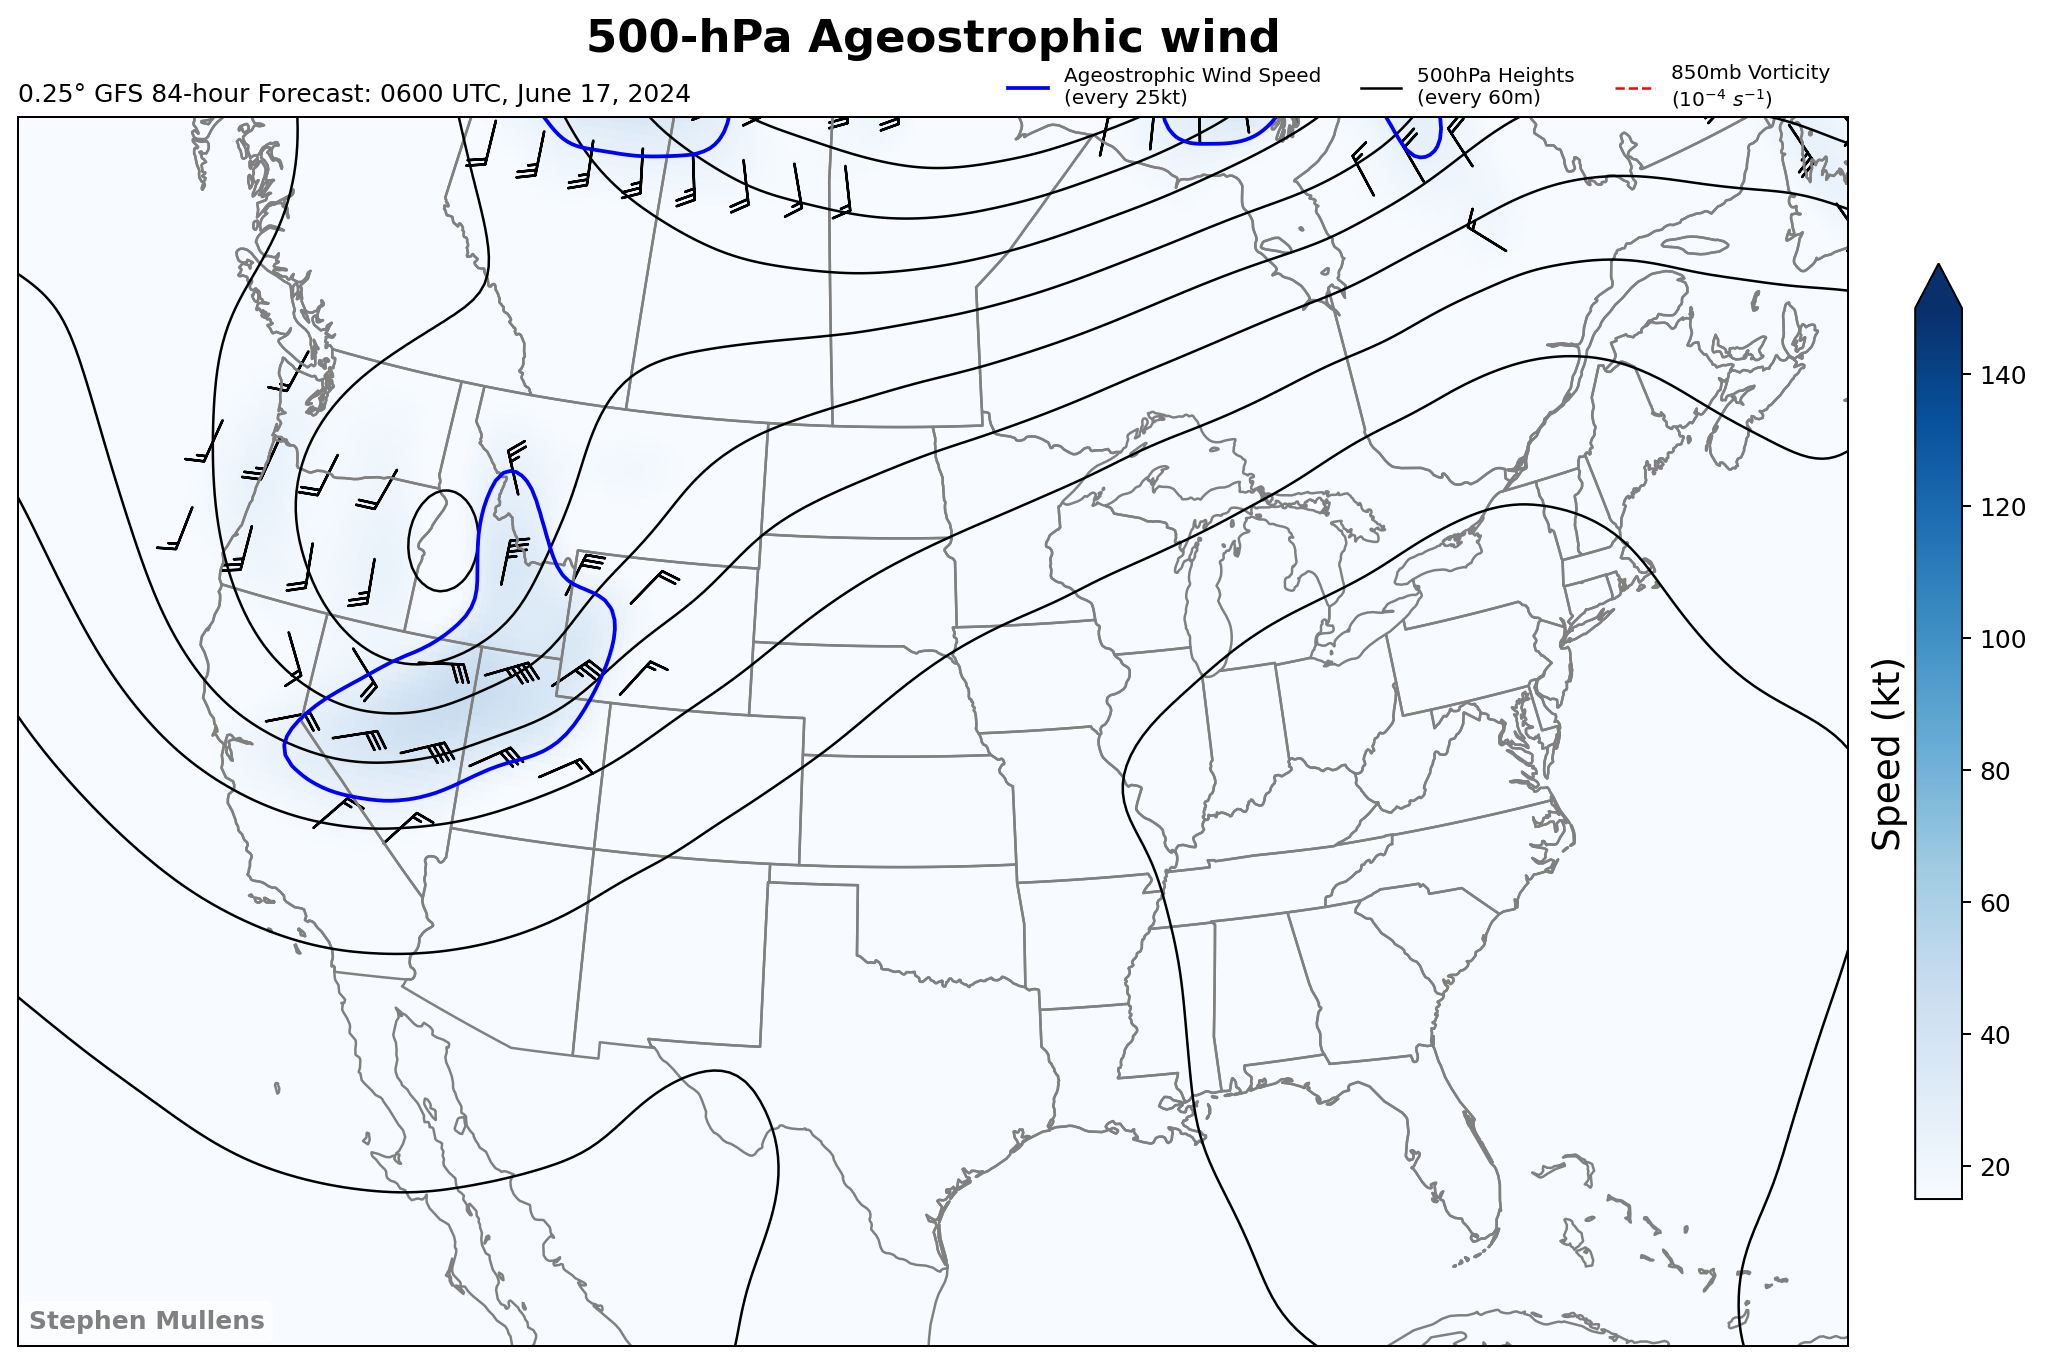 500-hPa Ageostrophic wind
0.25° GFS 84-hour Forecast: 0600 UTC, June 17, 2024
Ageostrophic Wind Speed
(every 25kt)
500hPa Heights
(every 60m)
850mb Vorticity
(10⁻⁴ s⁻¹)
140
120
100
80
60
40
20
Speed (kt)
Stephen Mullens